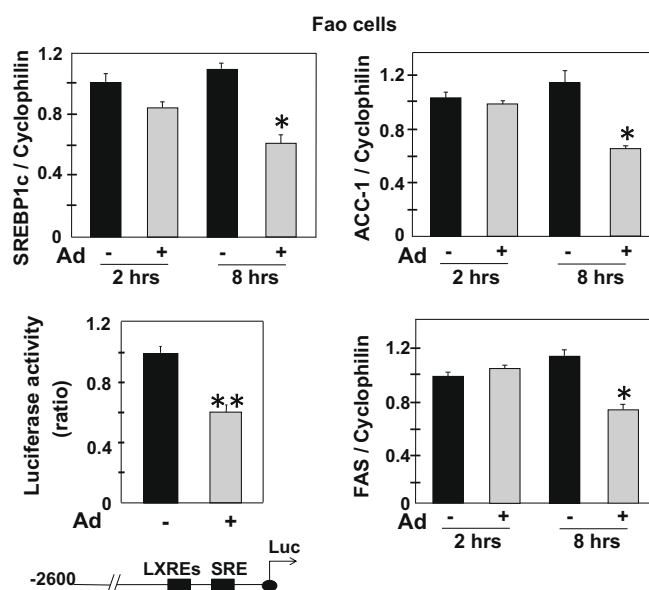 Fao cells
SREBP1c / Cyclophilin
1.2
0.8
0.4
0
*
Ad - + - +
2 hrs 8 hrs
ACC-1 / Cyclophilin
1.2
0.8
0.4
0
*
Ad - + - +
2 hrs 8 hrs
Luciferase activity
(ratio)
1.2
0.8
0.4
0
**
Ad - +
-2600 // LXREs SRE Luc
FAS / Cyclophilin
1.2
0.8
0.4
0
*
Ad - + - +
2 hrs 8 hrs